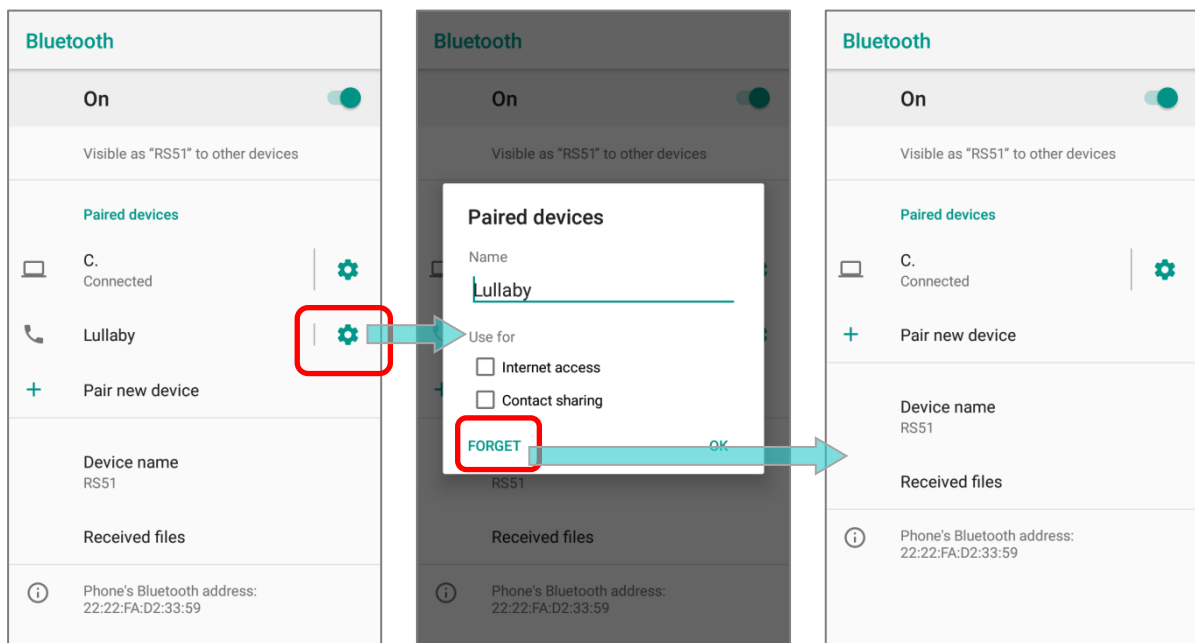 Bluetooth
On
Visible as "RS51" to other devices
Paired devices
C.
Connected
Lullaby
Pair new device
Device name
RS51
Received files
Phone's Bluetooth address:
22:22:FA:D2:33:59
Bluetooth
On
Visible as "RS51" to other devices
Paired devices
Name
Lullaby
Use for
Internet access
Contact sharing
FORGET
OK
RS51
Received files
Phone's Bluetooth address:
22:22:FA:D2:33:59
Bluetooth
On
Visible as "RS51" to other devices
Paired devices
C.
Connected
Pair new device
Device name
RS51
Received files
Phone's Bluetooth address:
22:22:FA:D2:33:59